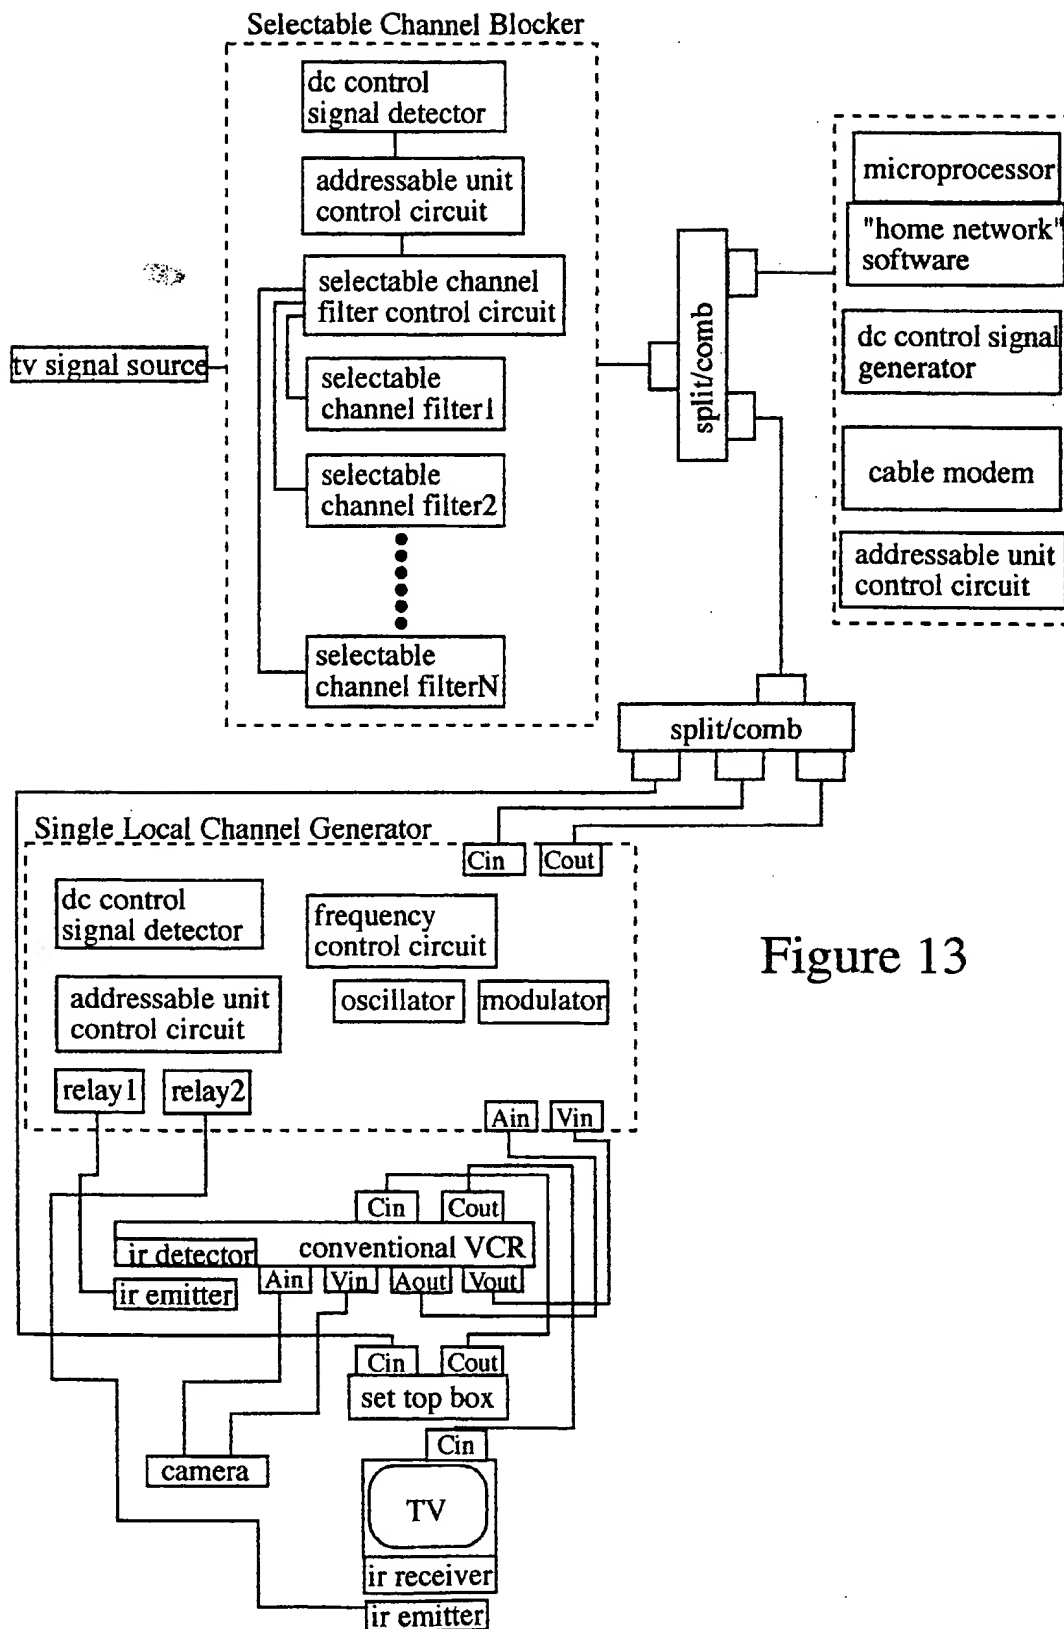 Selectable Channel Blocker
dc control
signal detector
addressable unit
control circuit
selectable channel
filter control circuit
tv signal source
selectable
channel filter1
selectable
channel filter2
selectable
channel filterN
split/comb
microprocessor
"home network"
software
dc control signal
generator
cable modem
addressable unit
control circuit
split/comb
Single Local Channel Generator
Cin
Cout
dc control
signal detector
frequency
control circuit
addressable unit
control circuit
oscillator
modulator
relay1
relay2
Ain
Vin
Figure 13
Cin
Cout
ir detector
conventional VCR
Ain
Vin
Aout
Vout
ir emitter
Cin
Cout
set top box
camera
Cin
TV
ir receiver
ir emitter